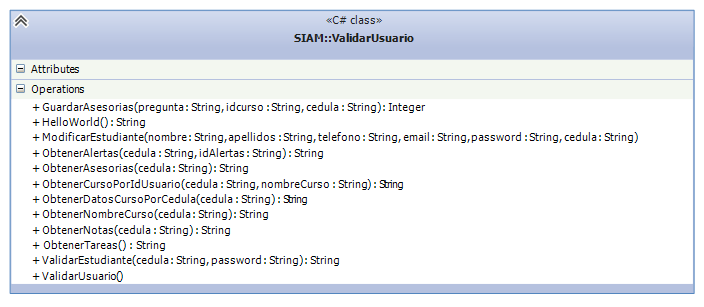 «C# class»
SIAM::ValidarUsuario
Attributes
Operations
+ GuardarAsesorias(pregunta : String, idcurso : String, cedula : String) : Integer
+ HelloWorld() : String
+ ModificarEstudiante(nombre : String, apellidos : String, telefono : String, email : String, password : String, cedula : String)
+ ObtenerAlertas(cedula : String, idAlertas : String) : String
+ ObtenerAsesorias(cedula : String) : String
+ ObtenerCursoPorIdUsuario(cedula : String, nombreCurso : String) : String
+ ObtenerDatosCursoPorCedula(cedula : String) : String
+ ObtenerNombreCurso(cedula : String) : String
+ ObtenerNotas(cedula : String) : String
+ ObtenerTareas() : String
+ ValidarEstudiante(cedula : String, password : String) : String
+ ValidarUsuario()